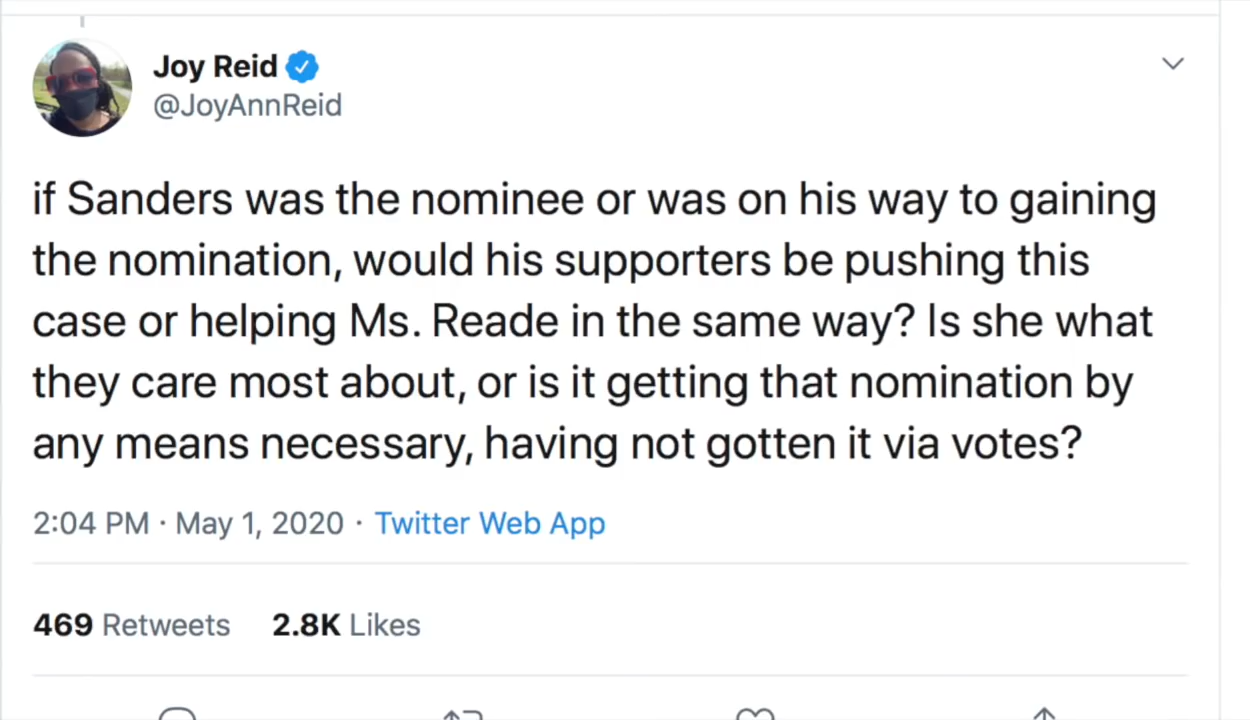 Joy Reid
@JoyAnnReid
if Sanders was the nominee or was on his way to gaining
the nomination, would his supporters be pushing this
case or helping Ms. Reade in the same way? Is she what
they care most about, or is it getting that nomination by
any means necessary, having not gotten it via votes?
2:04 PM · May 1, 2020 · Twitter Web App
469 Retweets 2.8K Likes